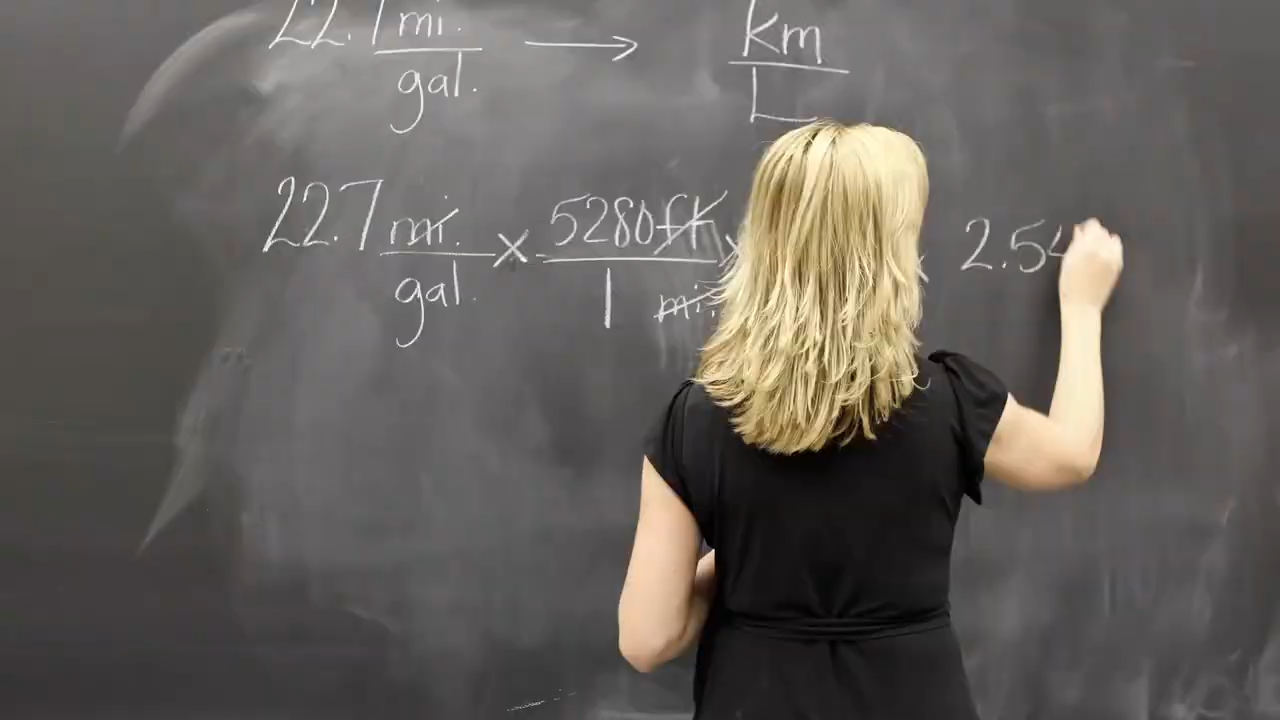 22.7 mi. → km
gal. L
22.7 mi. × 5280 ft × × 2.54
gal. 1 mi.